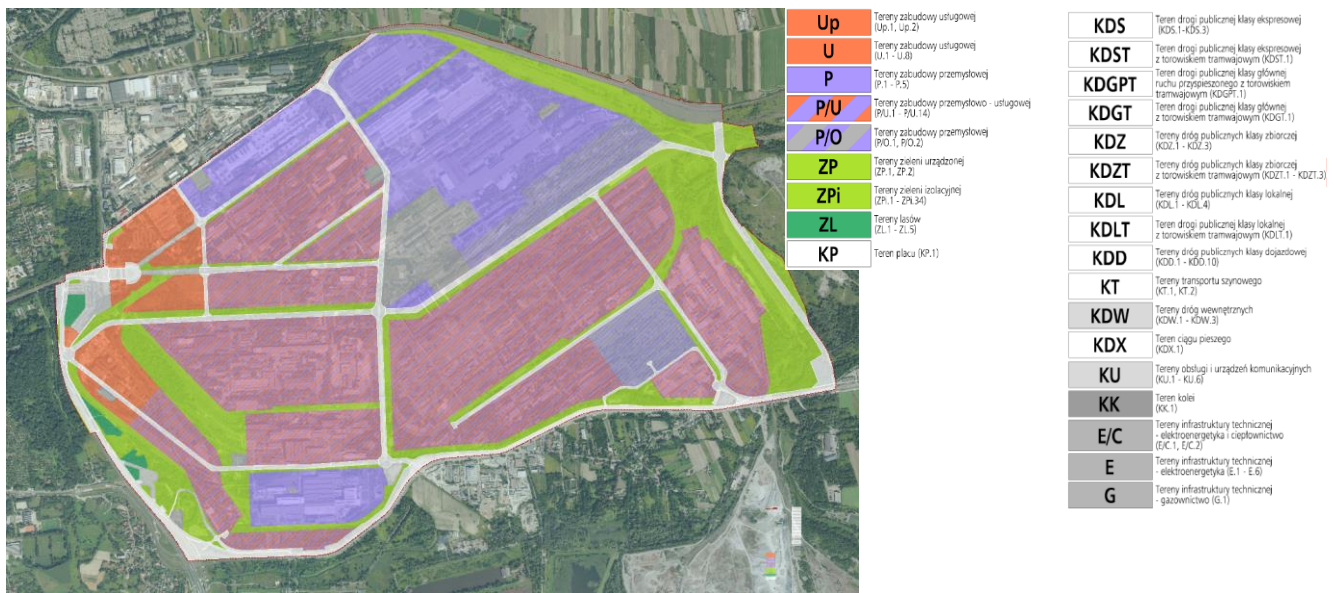 Up
Tereny zabudowy usługowej
(Up.1, Up.2)
U
Tereny zabudowy usługowej
(U.1 - U.8)
P
Tereny zabudowy przemysłowej
(P.1 - P.5)
P/U
Tereny zabudowy przemysłowo - usługowej
(P/U.1 - P/U.14)
P/O
Tereny zabudowy przemysłowej
(P/O.1, P/O.2)
ZP
Tereny zieleni urządzonej
(ZP.1, ZP.2)
ZPi
Tereny zieleni izolacyjnej
(ZPi.1 - ZPi.34)
ZL
Tereny lasów
(ZL.1 - ZL.5)
KP
Teren placu (KP.1)
KDS
Teren drogi publicznej klasy ekspresowej
(KDS.1-KDS.3)
KDST
Teren drogi publicznej klasy ekspresowej
z torowiskiem tramwajowym (KDST.1)
KDGPT
Teren drogi publicznej klasy głównej
ruchu przyspieszonego z torowiskiem
tramwajowym (KDGPT.1)
KDGT
Teren drogi publicznej klasy głównej
z torowiskiem tramwajowym (KDGT.1)
KDZ
Tereny dróg publicznych klasy zbiorczej
(KDZ.1 - KDZ.3)
KDZT
Tereny dróg publicznych klasy zbiorczej
z torowiskiem tramwajowym (KDZT.1 - KDZT.3)
KDL
Tereny dróg publicznych klasy lokalnej
(KDL.1 - KDL.4)
KDLT
Teren drogi publicznej klasy lokalnej
z torowiskiem tramwajowym (KDLT.1)
KDD
Tereny dróg publicznych klasy dojazdowej
(KDD.1 - KDD.10)
KT
Tereny transportu szynowego
(KT.1, KT.2)
KDW
Tereny dróg wewnętrznych
(KDW.1 - KDW.3)
KDX
Teren ciągu pieszego
(KDX.1)
KU
Tereny obsługi i urządzeń komunikacyjnych
(KU.1 - KU.6)
KK
Teren kolei
(KK.1)
E/C
Tereny infrastruktury technicznej
- elektroenergetyka i ciepłownictwo
(E/C.1, E/C.2)
E
Tereny infrastruktury technicznej
- elektroenergetyka (E.1 - E.6)
G
Tereny infrastruktury technicznej
- gazownictwo (G.1)